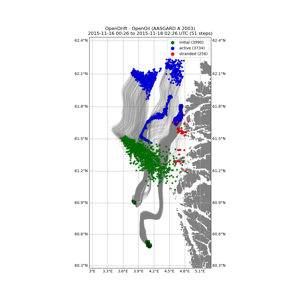 OpenDrift - OpenOil (AASGARD A 2003)
2015-11-16 00:26 to 2015-11-18 02:26 UTC (51 steps)
initial (3990)
active (3734)
stranded (256)
62.4°N 62.4°N
62.1°N 62.1°N
61.8°N 61.8°N
61.5°N 61.5°N
61.2°N 61.2°N
60.9°N 60.9°N
60.6°N 60.6°N
60.3°N 60.3°N
3°E 3.3°E 3.6°E 3.9°E 4.2°E 4.5°E 4.8°E 5.1°E